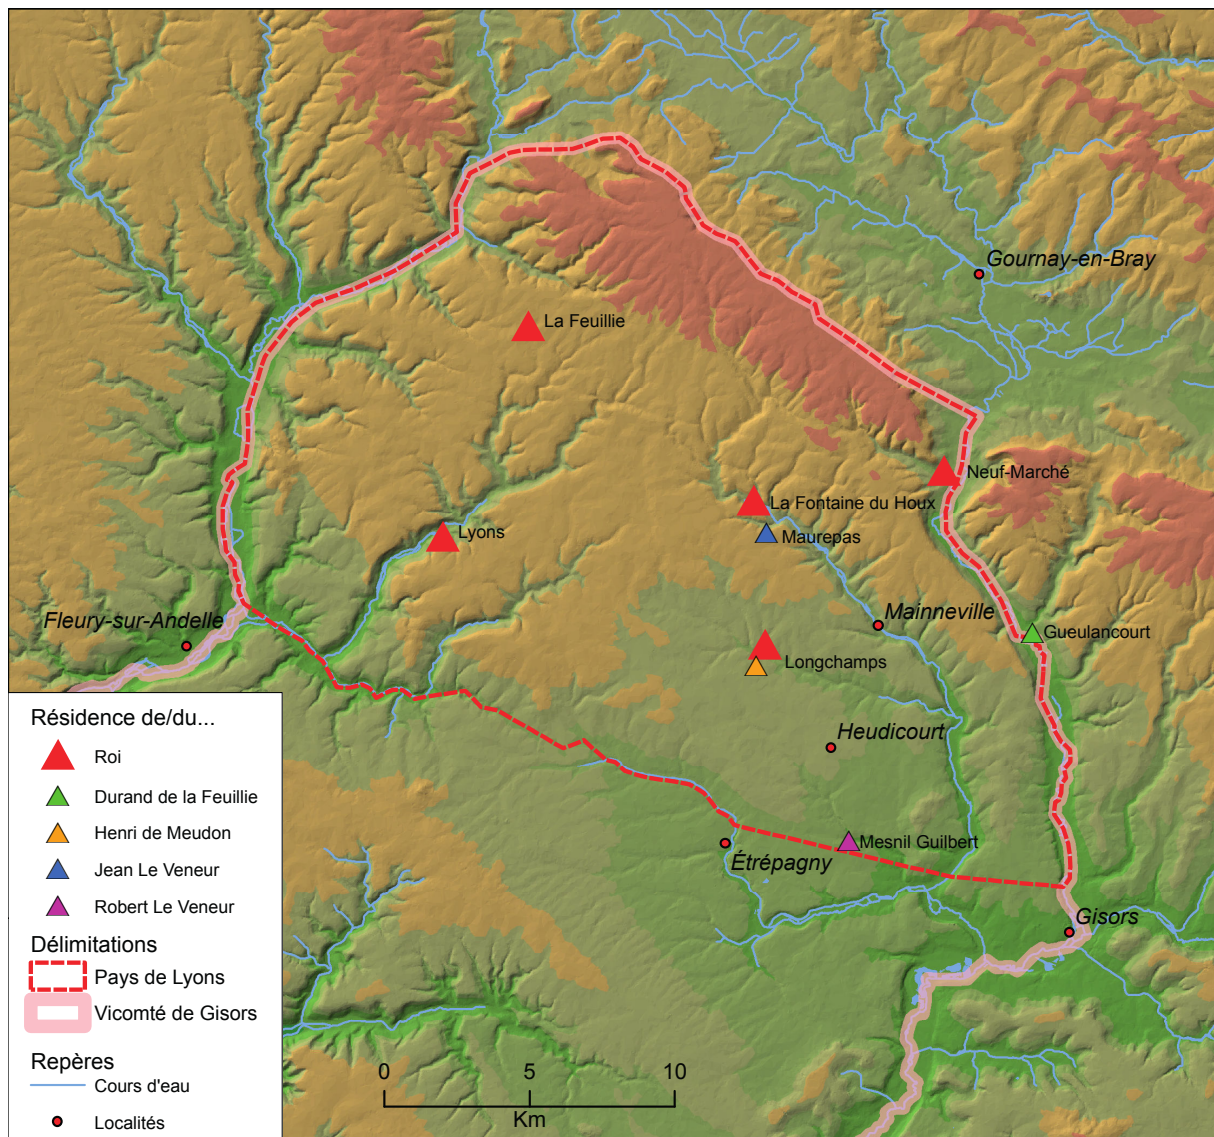 Gournay-en-Bray
La Feuillie
Neuf-Marché
La Fontaine du Houx
Lyons
Maurepas
Fleury-sur-Andelle
Mainneville
Gueulancourt
Longchamps
Heudicourt
Mesnil Guilbert
Étrépagny
Gisors
Résidence de/du...
Roi
Durand de la Feuillie
Henri de Meudon
Jean Le Veneur
Robert Le Veneur
Délimitations
Pays de Lyons
Vicomté de Gisors
Repères
Cours d'eau
Localités
0 5 10
Km